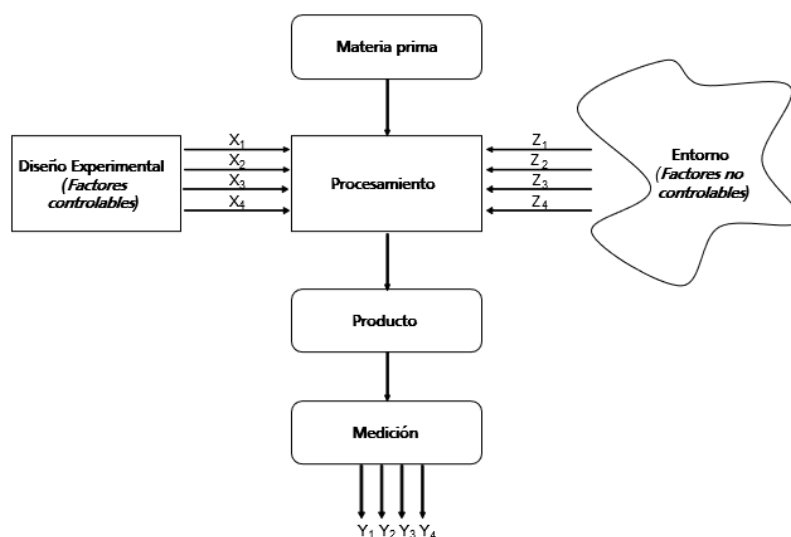 Materia prima
Diseño Experimental
(Factores
controlables)
X1
X2
X3
X4
Procesamiento
Z1
Z2
Z3
Z4
Entorno
(Factores no
controlables)
Producto
Medición
Y1 Y2 Y3 Y4